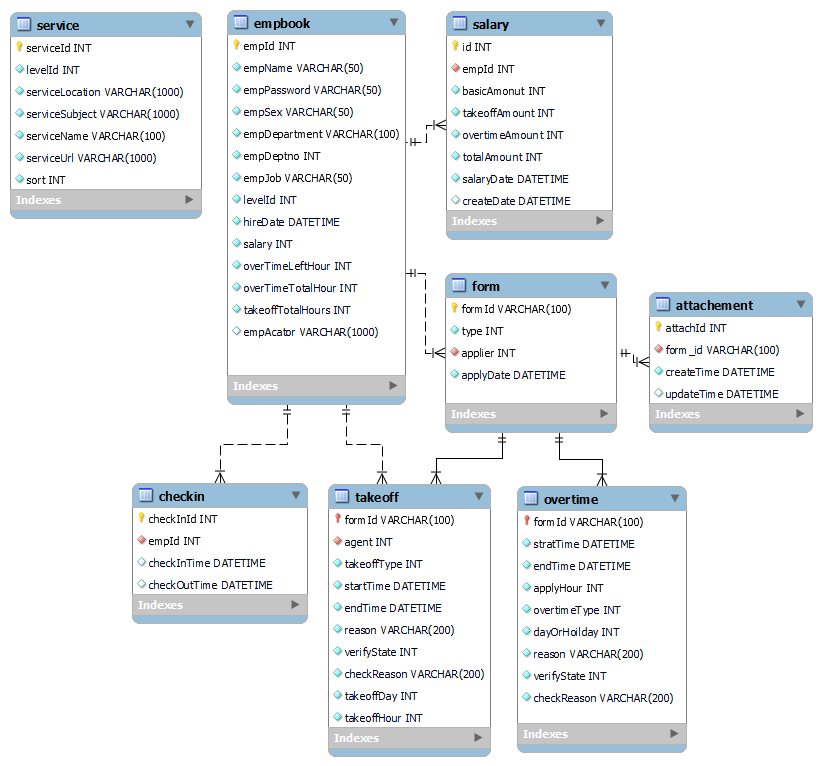 service
serviceId INT
levelId INT
serviceLocation VARCHAR(1000)
serviceSubject VARCHAR(1000)
serviceName VARCHAR(100)
serviceUrl VARCHAR(1000)
sort INT
Indexes
empbook
empId INT
empName VARCHAR(50)
empPassword VARCHAR(50)
empSex VARCHAR(50)
empDepartment VARCHAR(100)
empDeptno INT
empJob VARCHAR(50)
levelId INT
hireDate DATETIME
salary INT
overTimeLeftHour INT
overTimeTotalHour INT
takeoffTotalHours INT
empAcator VARCHAR(1000)
Indexes
salary
id INT
empId INT
basicAmonut INT
takeoffAmount INT
overtimeAmount INT
totalAmount INT
salaryDate DATETIME
createDate DATETIME
Indexes
form
formId VARCHAR(100)
type INT
applier INT
applyDate DATETIME
Indexes
attachement
attachId INT
form_id VARCHAR(100)
createTime DATETIME
updateTime DATETIME
Indexes
checkin
checkInId INT
empId INT
checkInTime DATETIME
checkOutTime DATETIME
Indexes
takeoff
formId VARCHAR(100)
agent INT
takeoffType INT
startTime DATETIME
endTime DATETIME
reason VARCHAR(200)
verifyState INT
checkReason VARCHAR(200)
takeoffDay INT
takeoffHour INT
Indexes
overtime
formId VARCHAR(100)
stratTime DATETIME
endTime DATETIME
applyHour INT
overtimeType INT
dayOrHoilday INT
reason VARCHAR(200)
verifyState INT
checkReason VARCHAR(200)
Indexes